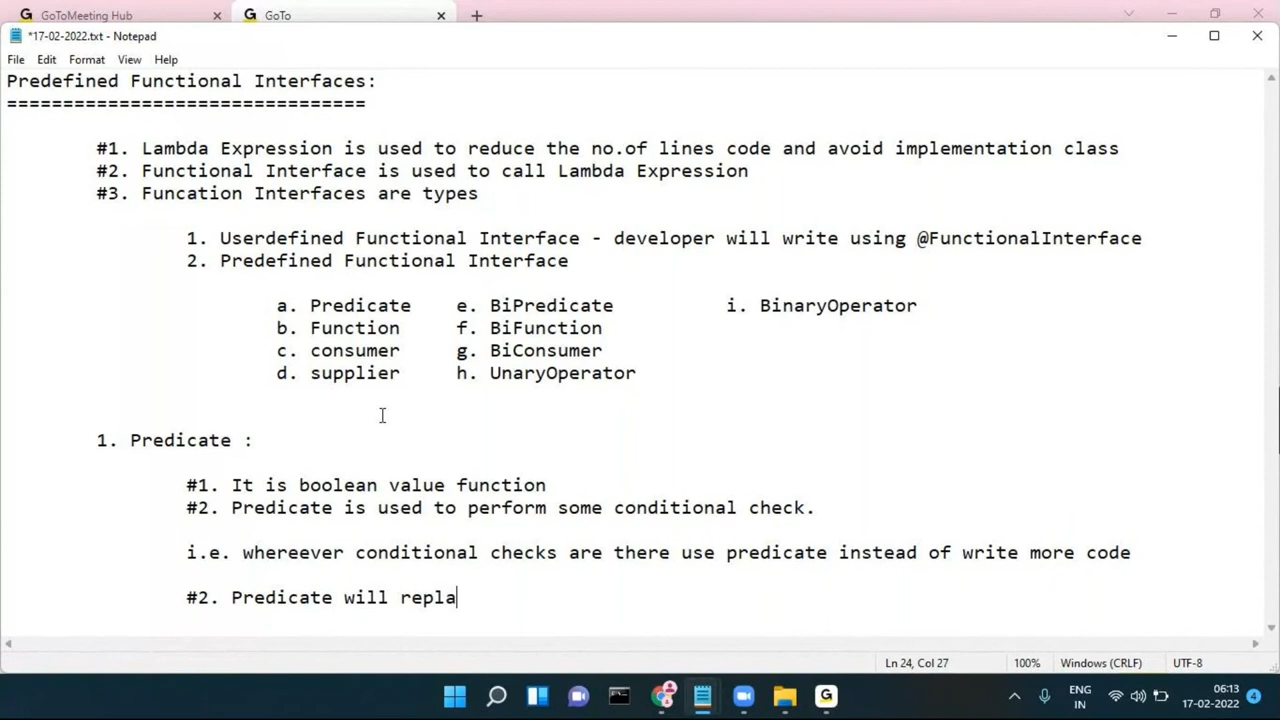 GoToMeeting Hub GoTo
*17-02-2022.txt - Notepad
File Edit Format View Help
Predefined Functional Interfaces:
================================
#1. Lambda Expression is used to reduce the no.of lines code and avoid implementation class
#2. Functional Interface is used to call Lambda Expression
#3. Funcation Interfaces are types
1. Userdefined Functional Interface - developer will write using @FunctionalInterface
2. Predefined Functional Interface
a. Predicate e. BiPredicate i. BinaryOperator
b. Function f. BiFunction
c. consumer g. BiConsumer
d. supplier h. UnaryOperator
1. Predicate :
#1. It is boolean value function
#2. Predicate is used to perform some conditional check.
i.e. whereever conditional checks are there use predicate instead of write more code
#2. Predicate will repla
Ln 24, Col 27 100% Windows (CRLF) UTF-8
ENG 06:13
IN 17-02-2022 4